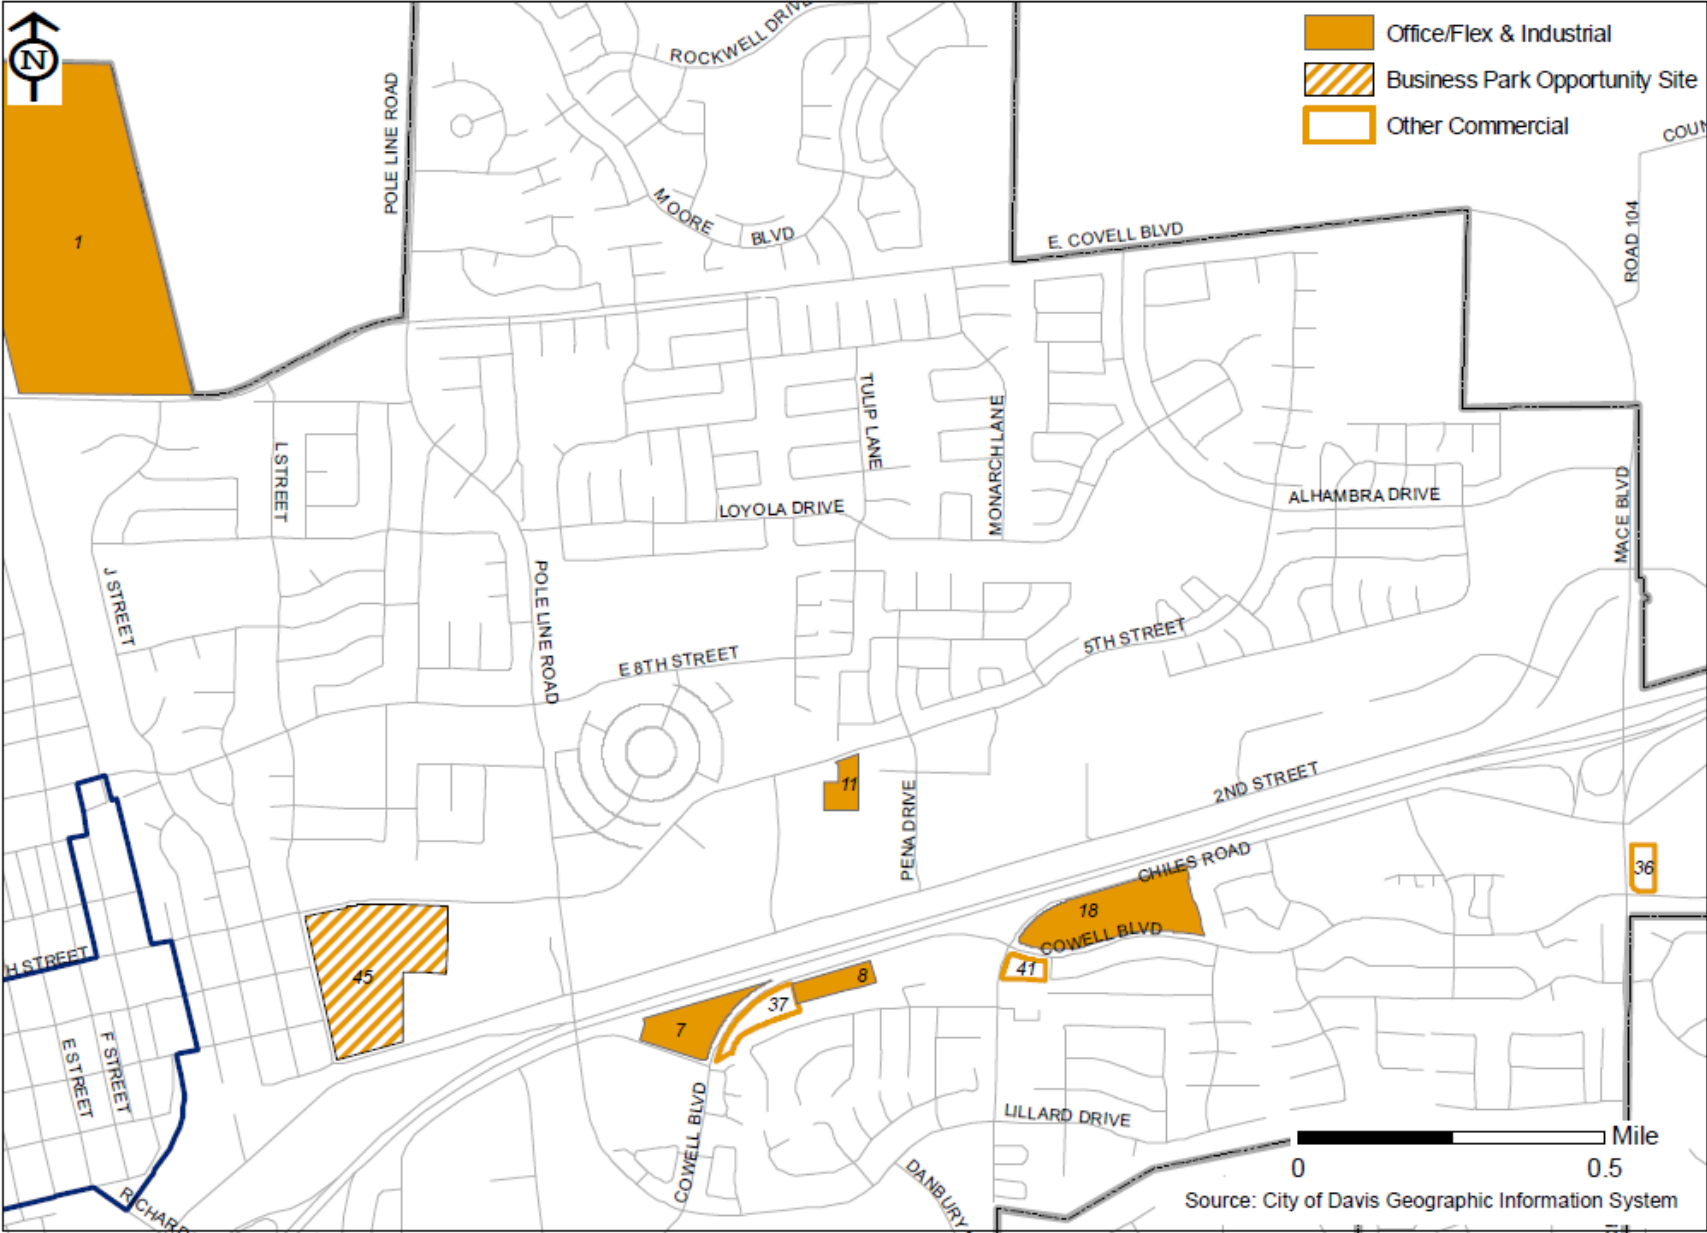 N
Office/Flex & Industrial
Business Park Opportunity Site
Other Commercial
ROCKWELL DRIVE
POLE LINE ROAD
COUN
MOORE BLVD
E. COVELL BLVD
ROAD 104
1
TULIP LANE
MONARCH LANE
L STREET
ALHAMBRA DRIVE
LOYOLA DRIVE
MACE BLVD
J STREET
POLE LINE ROAD
E 8TH STREET
5TH STREET
11
PENA DRIVE
2ND STREET
CHILES ROAD
36
18
COWELL BLVD
H STREET
45
41
8
37
7
E STREET
F STREET
COWELL BLVD
LILLARD DRIVE
DANBURY
RICHARD
Mile
0 0.5
Source: City of Davis Geographic Information System